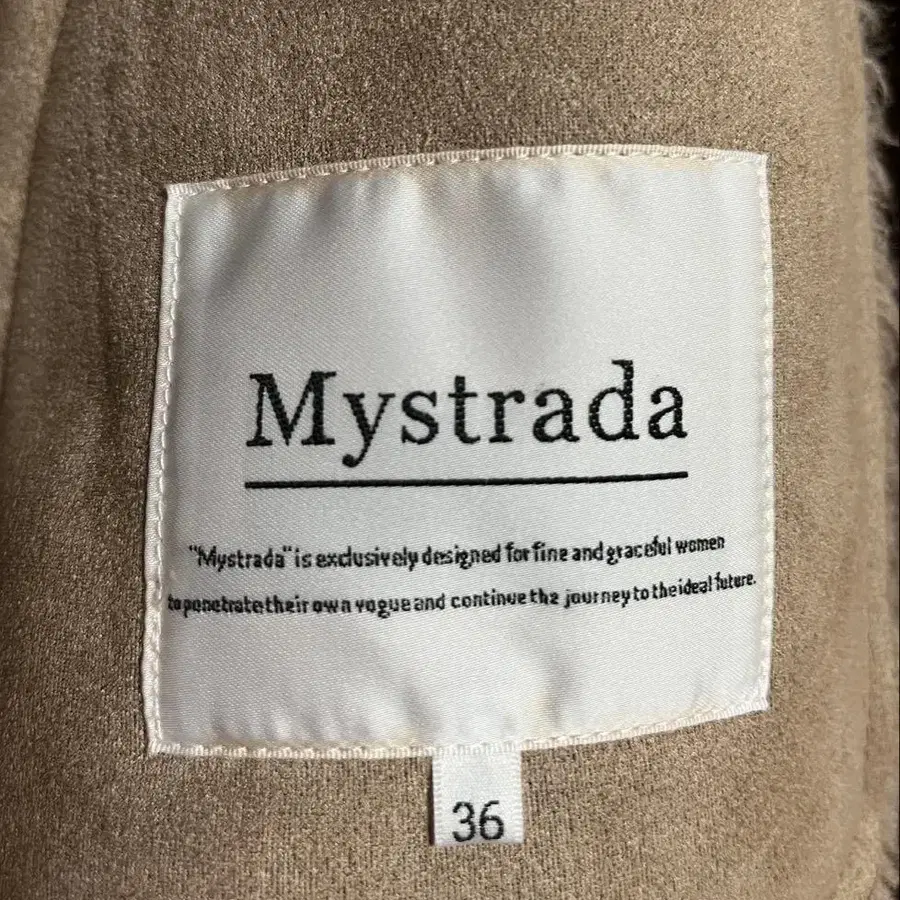 Mystrada
"Mystrada" is exclusively designed for fine and graceful women
to penetrate their own vogue and continue the journey to the ideal future.
36